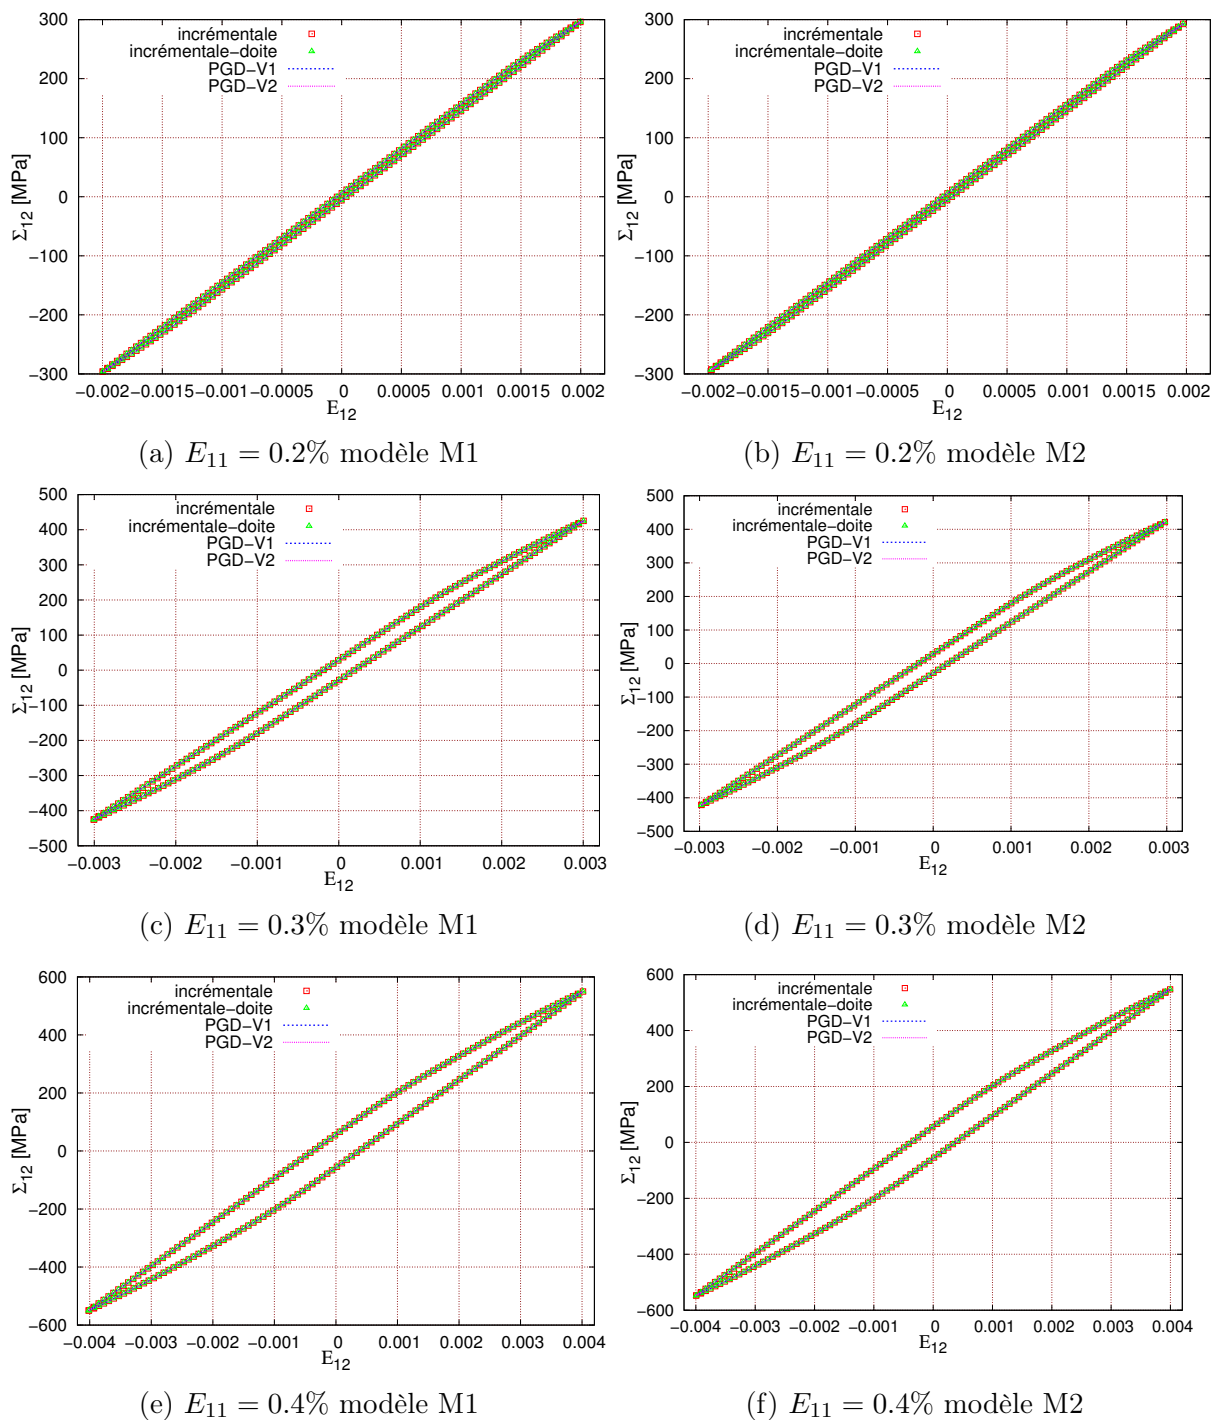 300
200
100
0
−100
−200
−300
Σ12 [MPa]
incrémentale
incrémentale−doite
PGD−V1
PGD−V2
−0.002 −0.0015 −0.001 −0.0005 0 0.0005 0.001 0.0015 0.002
E12
(a) E11 = 0.2% modèle M1
300
200
100
0
−100
−200
−300
Σ12 [MPa]
incrémentale
incrémentale−doite
PGD−V1
PGD−V2
−0.002 −0.0015 −0.001 −0.0005 0 0.0005 0.001 0.0015 0.002
E12
(b) E11 = 0.2% modèle M2
500
400
300
200
100
0
−100
−200
−300
−400
−500
Σ12 [MPa]
incrémentale
incrémentale−doite
PGD−V1
PGD−V2
−0.003 −0.002 −0.001 0 0.001 0.002 0.003
E12
(c) E11 = 0.3% modèle M1
500
400
300
200
100
0
−100
−200
−300
−400
−500
Σ12 [MPa]
incrémentale
incrémentale−doite
PGD−V1
PGD−V2
−0.003 −0.002 −0.001 0 0.001 0.002 0.003
E12
(d) E11 = 0.3% modèle M2
600
400
200
0
−200
−400
−600
Σ12 [MPa]
incrémentale
incrémentale−doite
PGD−V1
PGD−V2
−0.004 −0.003 −0.002 −0.001 0 0.001 0.002 0.003 0.004
E12
(e) E11 = 0.4% modèle M1
600
400
200
0
−200
−400
−600
Σ12 [MPa]
incrémentale
incrémentale−doite
PGD−V1
PGD−V2
−0.004 −0.003 −0.002 −0.001 0 0.001 0.002 0.003 0.004
E12
(f) E11 = 0.4% modèle M2